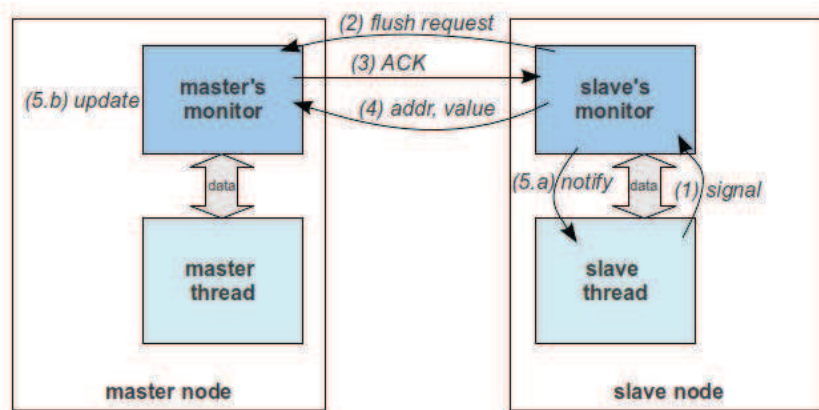 (2) flush request
(3) ACK
master's
monitor
slave's
monitor
(5.b) update
(4) addr, value
data
(5.a) notify
data
(1) signal
master
thread
slave
thread
master node
slave node